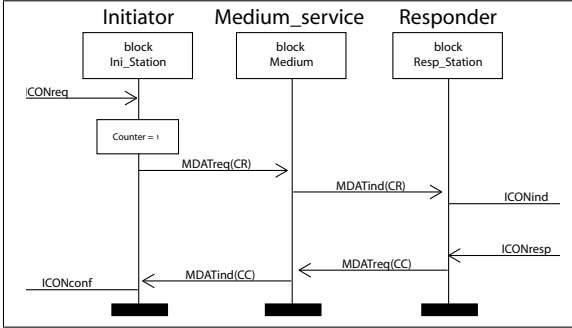 Initiator
Medium_service
Responder
block
Ini_Station
block
Medium
block
Resp_Station
ICONreq
Counter = ١
MDATreq(CR)
MDATind(CR)
ICONind
ICONresp
MDATreq(CC)
MDATind(CC)
ICONconf